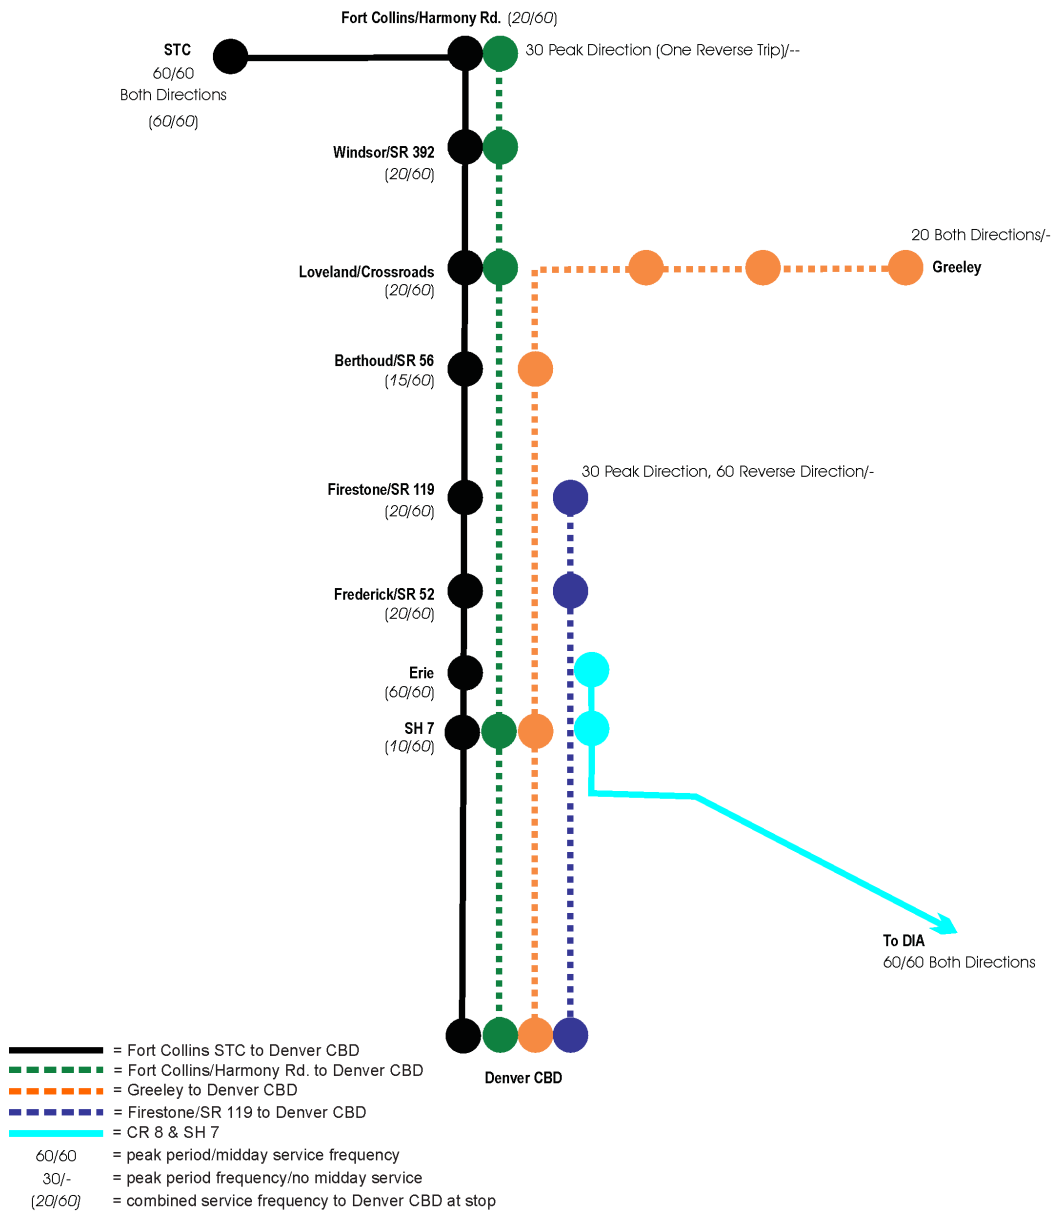 Fort Collins/Harmony Rd. (20/60)
STC
60/60
Both Directions
(60/60)
30 Peak Direction (One Reverse Trip)/--
Windsor/SR 392
(20/60)
20 Both Directions/-
Greeley
Loveland/Crossroads
(20/60)
Berthoud/SR 56
(15/60)
30 Peak Direction, 60 Reverse Direction/-
Firestone/SR 119
(20/60)
Frederick/SR 52
(20/60)
Erie
(60/60)
SH 7
(10/60)
To DIA
60/60 Both Directions
Denver CBD
= Fort Collins STC to Denver CBD
= Fort Collins/Harmony Rd. to Denver CBD
= Greeley to Denver CBD
= Firestone/SR 119 to Denver CBD
= CR 8 & SH 7
60/60 = peak period/midday service frequency
30/- = peak period frequency/no midday service
(20/60) = combined service frequency to Denver CBD at stop